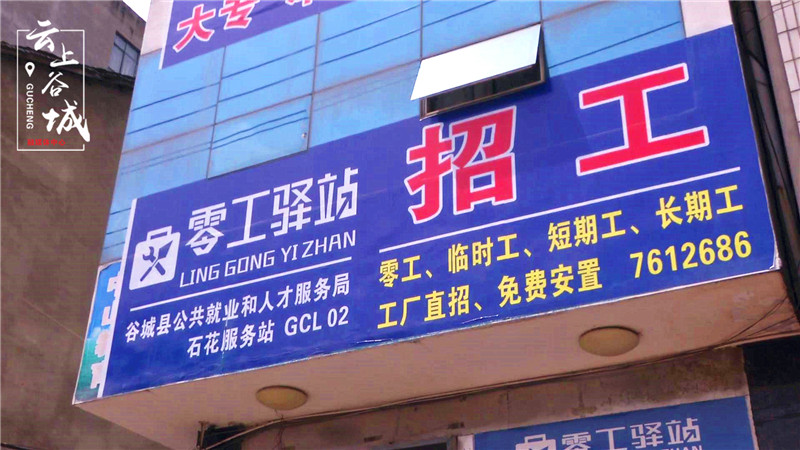 云上谷城
GUCHENG
大专
招工
零工驿站
LING GONG YI ZHAN
谷城县公共就业和人才服务局
石花服务站 GCL 02
零工、临时工、短期工、长期工
工厂直招、免费安置 7612686
零工驿站